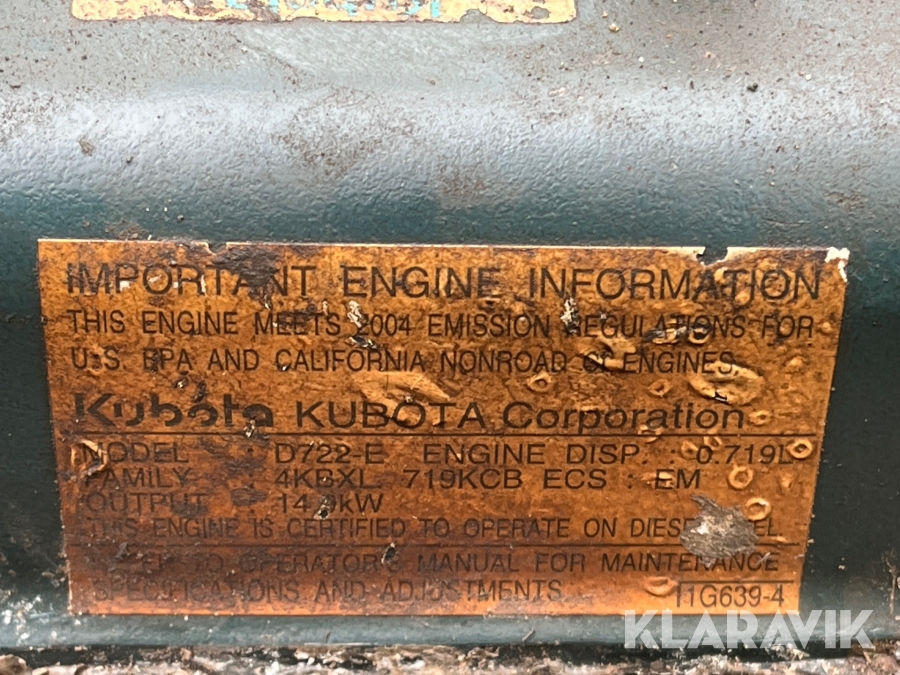 IMPORTANT ENGINE INFORMATION
THIS ENGINE MEETS 2004 EMISSION REGULATIONS FOR
U.S. EPA AND CALIFORNIA NONROAD CI ENGINES.
Kubota KUBOTA Corporation
MODEL : D722-E ENGINE DISP. : 0.719L
FAMILY : 4KBXL. 719KCB ECS : EM
OUTPUT : 14.0kW
THIS ENGINE IS CERTIFIED TO OPERATE ON DIESEL FUEL
REFER TO OPERATOR'S MANUAL FOR MAINTENANCE
SPECIFICATIONS AND ADJUSTMENTS
1G639-4
KLARAVIK